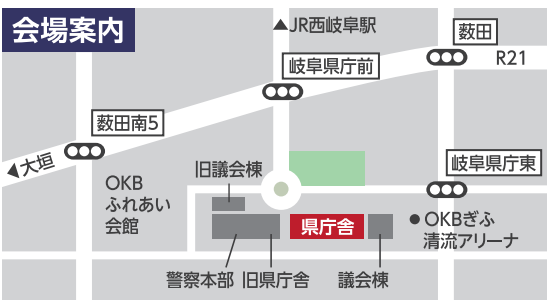 会場案内
▲JR西岐阜駅
薮田
R21
岐阜県庁前
薮田南5
◀大垣
岐阜県庁東
旧議会棟
OKB
ふれあい
会館
県庁舎
●OKBぎふ
清流アリーナ
警察本部
旧県庁舎
議会棟